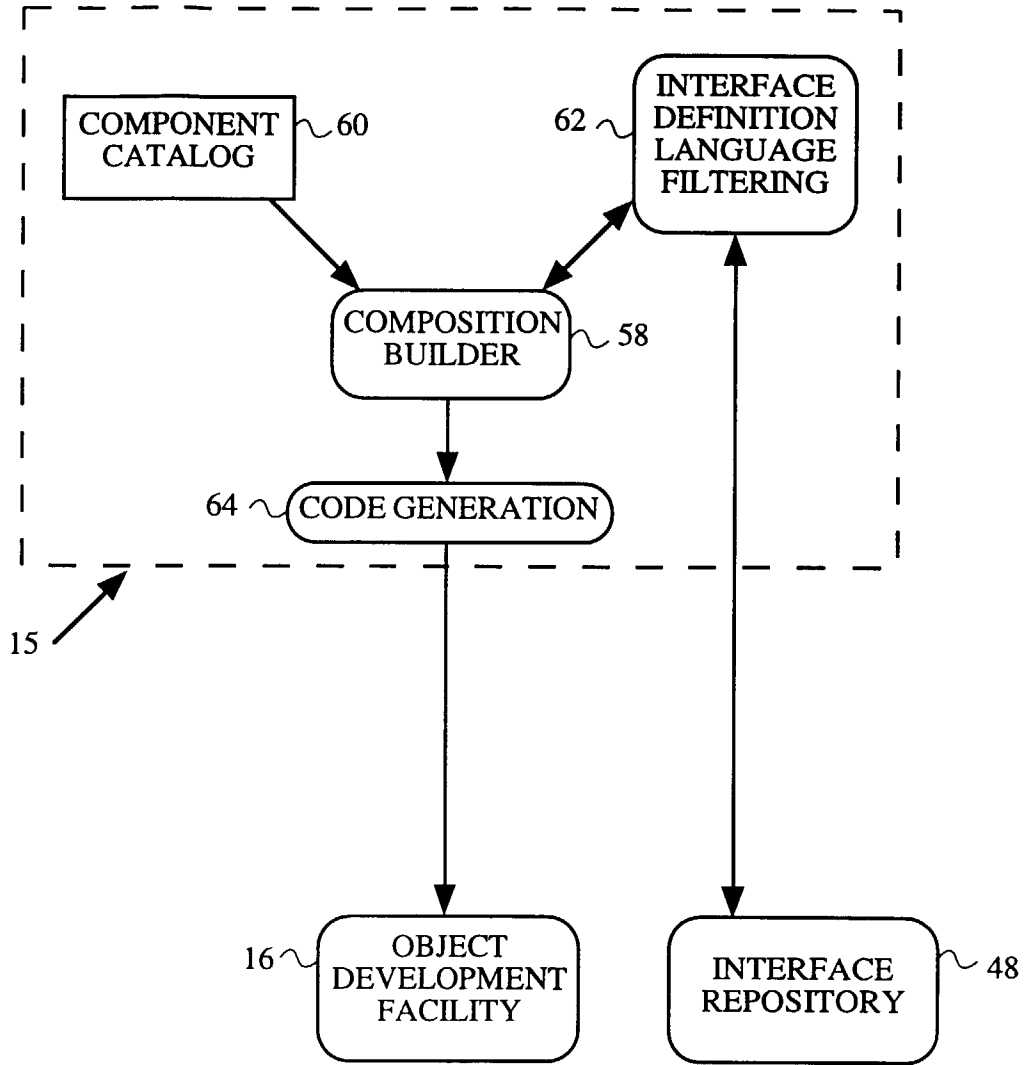 COMPONENT
CATALOG
60
62
INTERFACE
DEFINITION
LANGUAGE
FILTERING
COMPOSITION
BUILDER
58
64
CODE GENERATION
15
16
OBJECT
DEVELOPMENT
FACILITY
INTERFACE
REPOSITORY
48